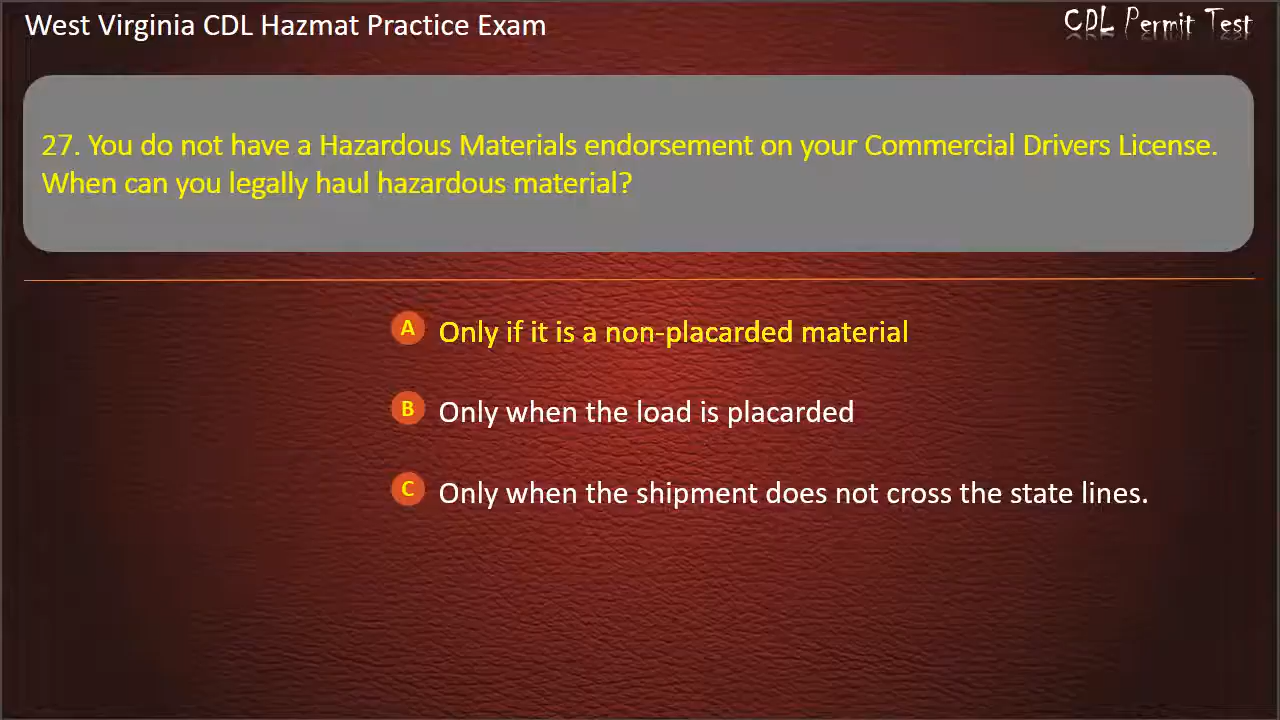 West Virginia CDL Hazmat Practice Exam
CDL Permit Test
27. You do not have a Hazardous Materials endorsement on your Commercial Drivers License.
When can you legally haul hazardous material?
A Only if it is a non-placarded material
B Only when the load is placarded
C Only when the shipment does not cross the state lines.